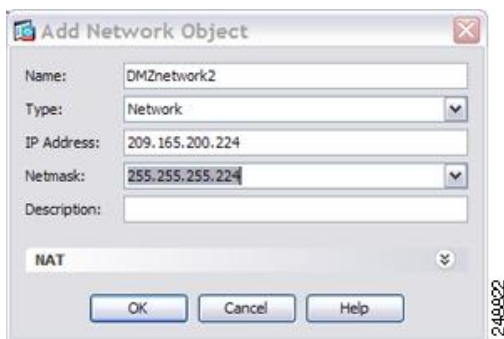 Add Network Object
Name: DMZnetwork2
Type: Network
IP Address: 209.165.200.224
Netmask: 255.255.255.224
Description:
NAT
OK Cancel Help
248822